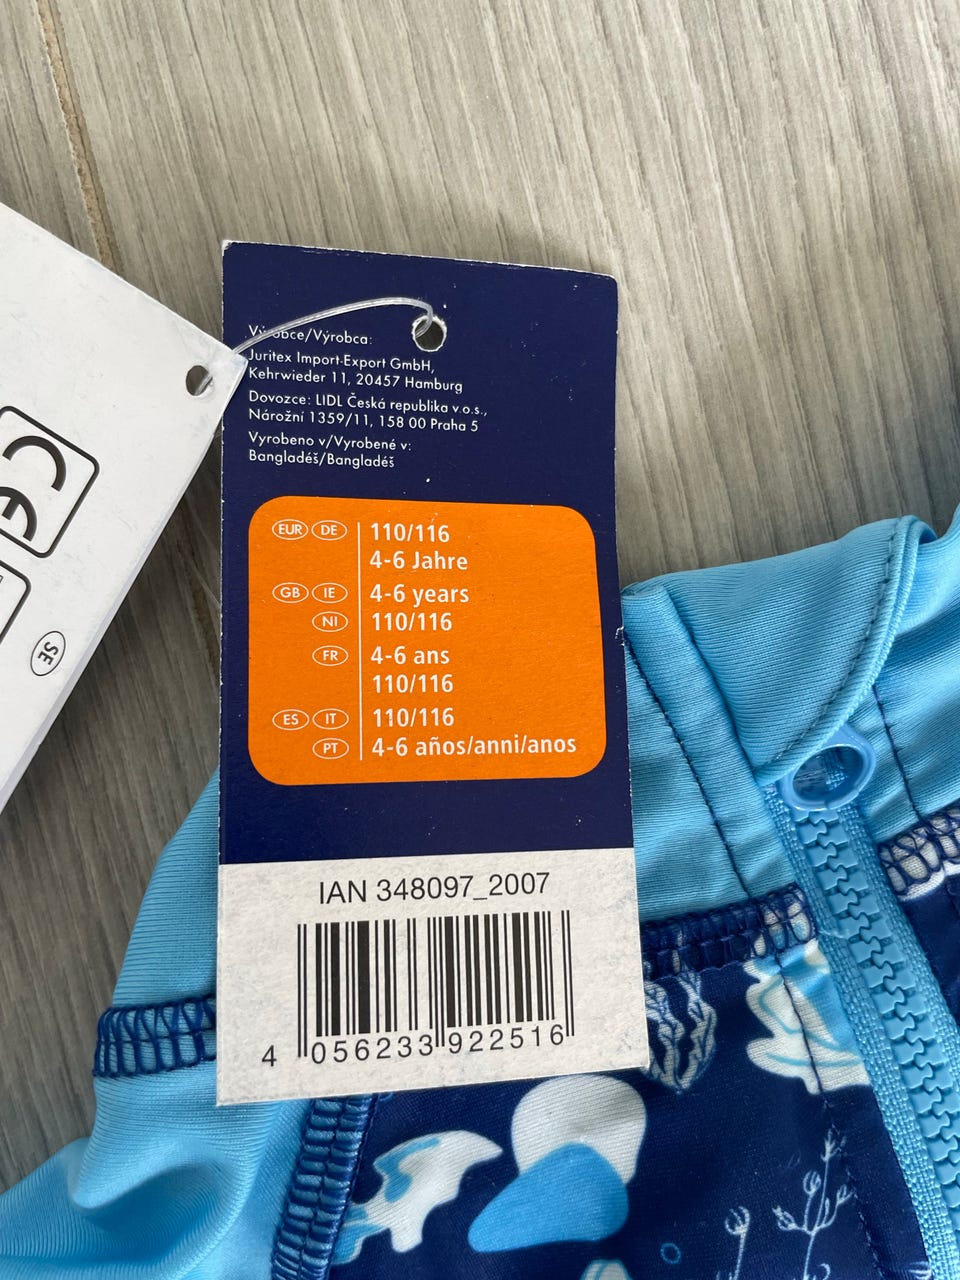 Výrobce/Výrobca:
Juritex Import-Export GmbH,
Kehrwieder 11, 20457 Hamburg
Dovozce: LIDL Česká republika v.o.s.,
Nárožní 1359/11, 158 00 Praha 5
Vyrobeno v/Vyrobené v:
Bangladéš/Bangladéš
EUR DE 110/116
4-6 Jahre
GB IE 4-6 years
NI 110/116
FR 4-6 ans
110/116
ES IT 110/116
PT 4-6 años/anni/anos
IAN 348097_2007
4 056233 922516
CE
SE